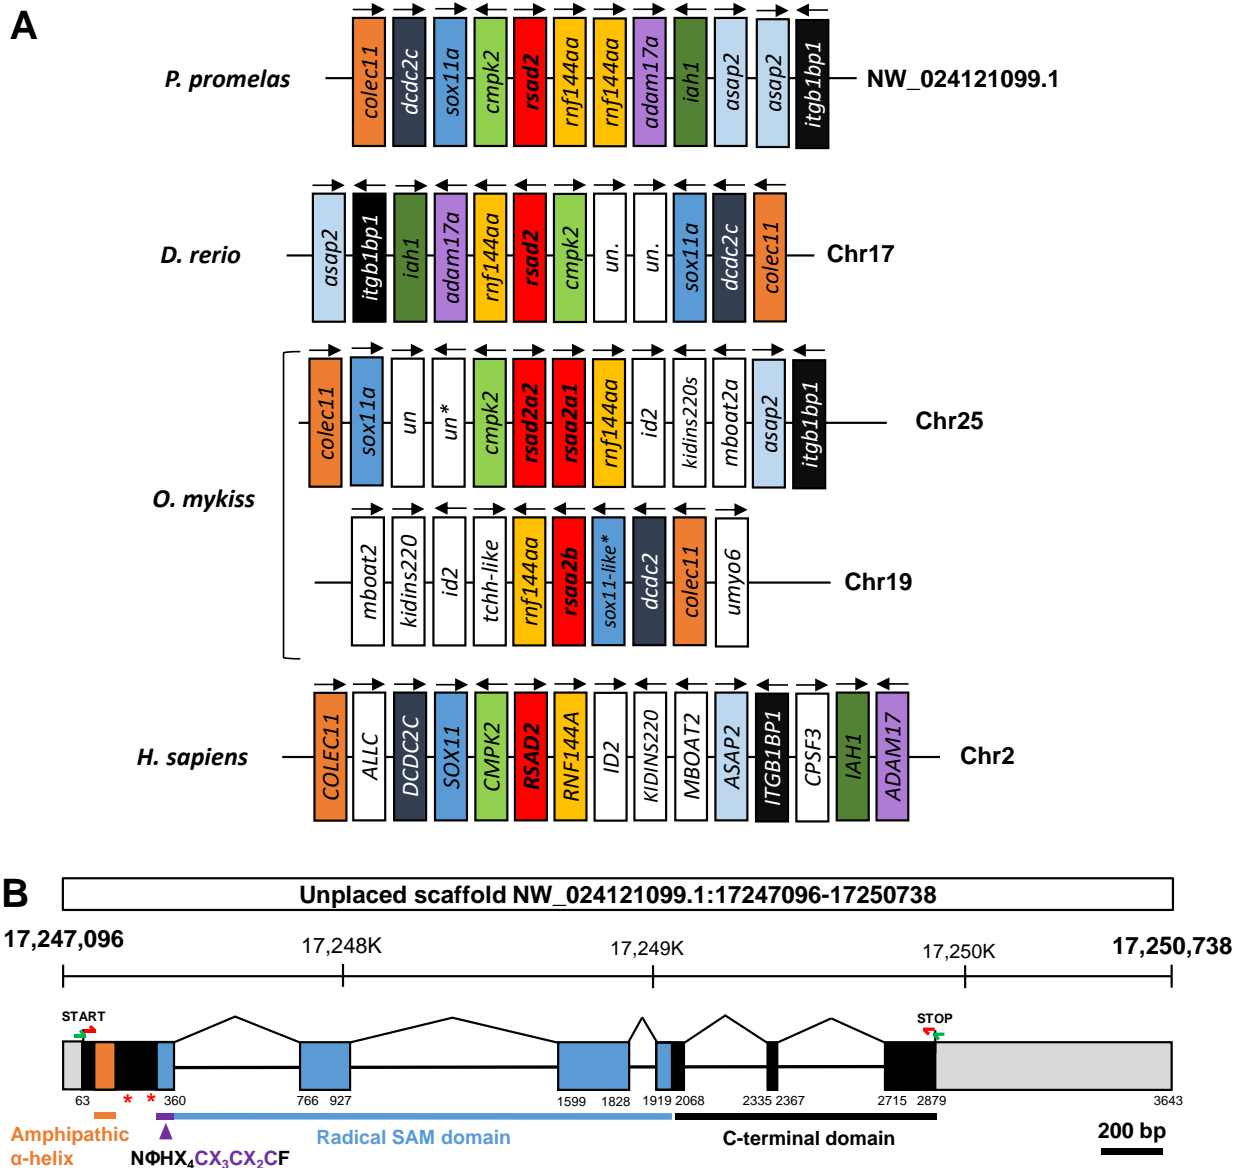 A
P. promelas
colec11
dcdc2c
sox11a
cmpk2
rsad2
rnf144aa
rnf144aa
adam17a
iah1
asap2
asap2
itgb1bp1
NW_024121099.1
D. rerio
asap2
itgb1bp1
iah1
adam17a
rnf144aa
rsad2
cmpk2
un.
un.
sox11a
dcdc2c
colec11
Chr17
O. mykiss
colec11
sox11a
un
un*
cmpk2
rsad2a2
rsaa2a1
rnf144aa
id2
kidins220s
mboat2a
asap2
itgb1bp1
Chr25
mboat2
kidins220
id2
tchh-like
rnf144aa
rsaa2b
sox11-like*
dcdc2
colec11
umyo6
Chr19
H. sapiens
COLEC11
ALLC
DCDC2C
SOX11
CMPK2
RSAD2
RNF144A
ID2
KIDINS220
MBOAT2
ASAP2
ITGB1BP1
CPSF3
IAH1
ADAM17
Chr2
B
Unplaced scaffold NW_024121099.1:17247096-17250738
17,247,096
17,248K
17,249K
17,250K
17,250,738
START
STOP
63
* *
360
766
927
1599
1828
1919
2068
2335
2367
2715
2879
3643
Amphipathic
α-helix
NΦHX4CX3CX2CF
Radical SAM domain
C-terminal domain
200 bp